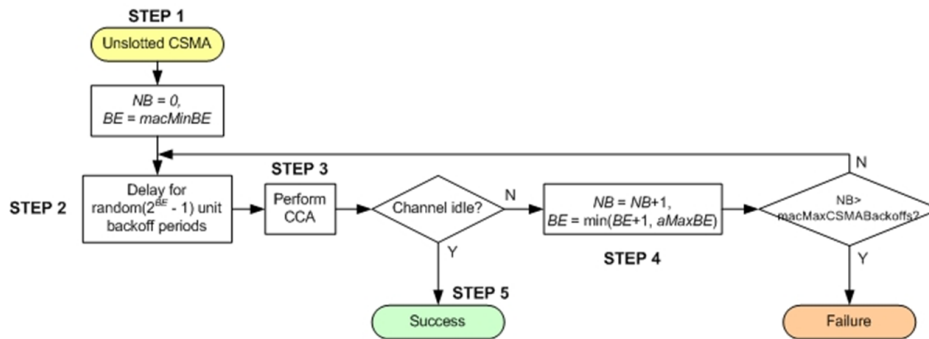 STEP 1
Unslotted CSMA
NB = 0,
BE = macMinBE
STEP 2
Delay for
random(2^BE - 1) unit
backoff periods
STEP 3
Perform
CCA
Channel idle?
N
Y
NB = NB+1,
BE = min(BE+1, aMaxBE)
STEP 4
NB>
macMaxCSMABackoffs?
N
Y
STEP 5
Success
Failure